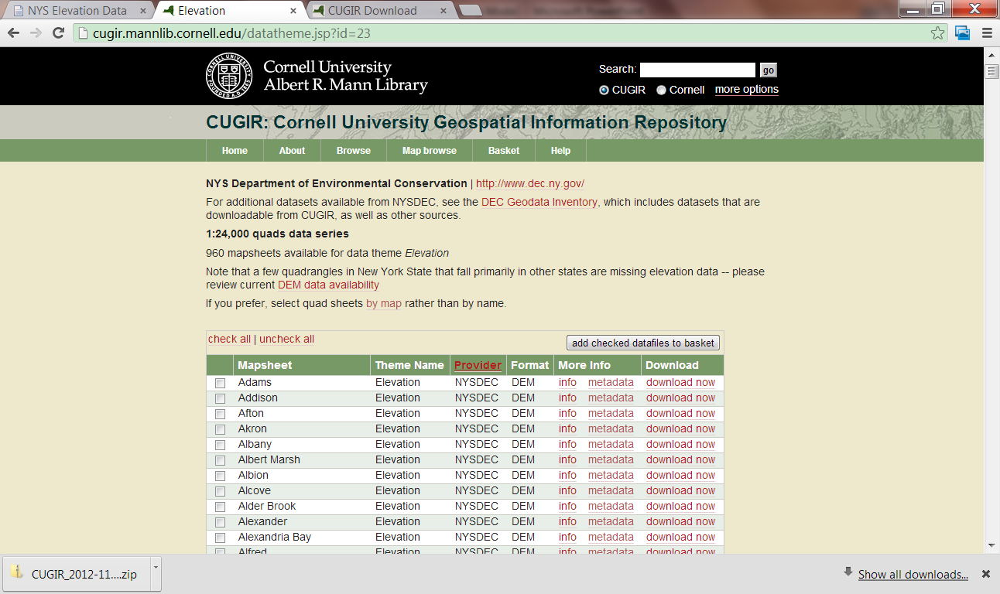 NYS Elevation Data
Elevation
CUGIR Download
cugir.mannlib.cornell.edu/datatheme.jsp?id=23
Cornell University
Albert R. Mann Library
Search:
go
CUGIR Cornell more options
CUGIR: Cornell University Geospatial Information Repository
Home About Browse Map browse Basket Help
NYS Department of Environmental Conservation | http://www.dec.ny.gov/
For additional datasets available from NYSDEC, see the DEC Geodata Inventory, which includes datasets that are
downloadable from CUGIR, as well as other sources.
1:24,000 quads data series
960 mapsheets available for data theme Elevation
Note that a few quadrangles in New York State that fall primarily in other states are missing elevation data -- please
review current DEM data availability
If you prefer, select quad sheets by map rather than by name.
check all | uncheck all
add checked datafiles to basket
Mapsheet Theme Name Provider Format More Info Download
Adams Elevation NYSDEC DEM info metadata download now
Addison Elevation NYSDEC DEM info metadata download now
Afton Elevation NYSDEC DEM info metadata download now
Akron Elevation NYSDEC DEM info metadata download now
Albany Elevation NYSDEC DEM info metadata download now
Albert Marsh Elevation NYSDEC DEM info metadata download now
Albion Elevation NYSDEC DEM info metadata download now
Alcove Elevation NYSDEC DEM info metadata download now
Alder Brook Elevation NYSDEC DEM info metadata download now
Alexander Elevation NYSDEC DEM info metadata download now
Alexandria Bay Elevation NYSDEC DEM info metadata download now
Alfred Elevation NYSDEC DEM info metadata download now
CUGIR_2012-11....zip
Show all downloads...